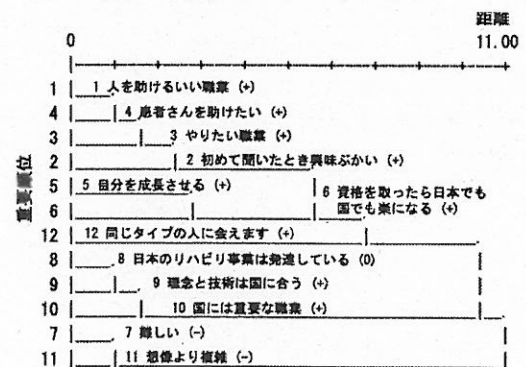 距離
0 11.00
重要順位
1 1 人を助けるいい職業 (+)
4 4 患者さんを助けたい (+)
3 3 やりたい職業 (+)
2 2 初めて聞いたとき興味ぶかい (+)
5 5 自分を成長させる (+)
6 6 資格を取ったら日本でも
国でも楽になる (+)
12 12 同じタイプの人に会えます (+)
8 8 日本のリハビリ事業は発達している (0)
9 9 理念と技術は国に合う (+)
10 10 国には重要な職業 (+)
7 7 難しい (-)
11 11 想像より複雑 (-)